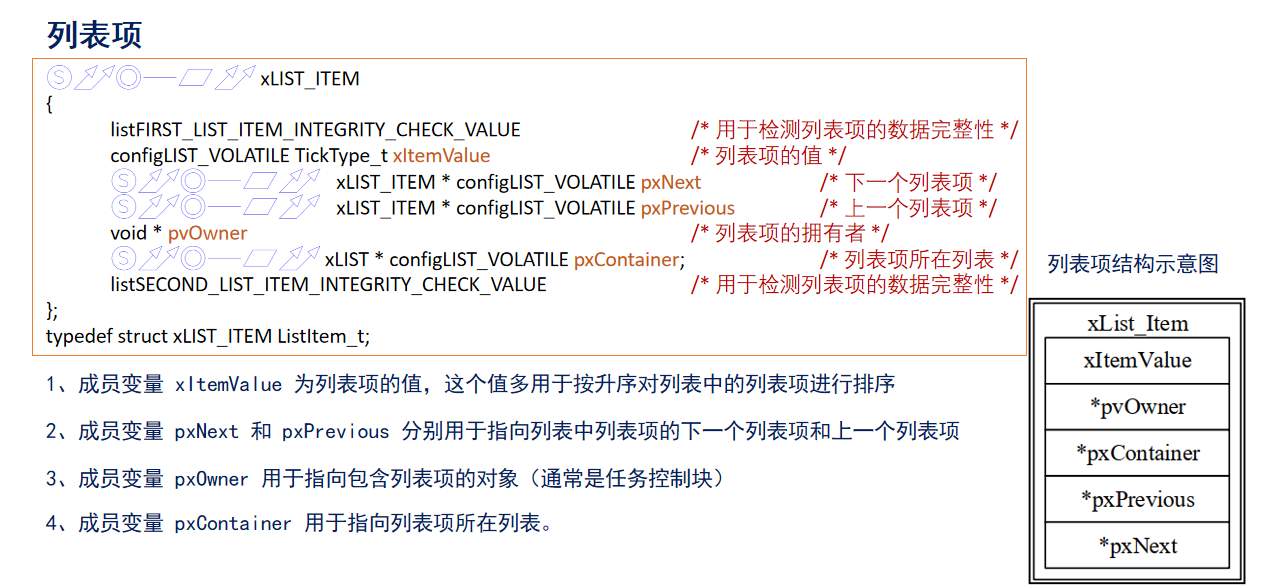 列表项
xLIST_ITEM
{
listFIRST_LIST_ITEM_INTEGRITY_CHECK_VALUE /* 用于检测列表项的数据完整性 */
configLIST_VOLATILE TickType_t xItemValue /* 列表项的值 */
xLIST_ITEM * configLIST_VOLATILE pxNext /* 下一个列表项 */
xLIST_ITEM * configLIST_VOLATILE pxPrevious /* 上一个列表项 */
void * pvOwner /* 列表项的拥有者 */
xLIST * configLIST_VOLATILE pxContainer; /* 列表项所在列表 */
listSECOND_LIST_ITEM_INTEGRITY_CHECK_VALUE /* 用于检测列表项的数据完整性 */
};
typedef struct xLIST_ITEM ListItem_t;
1、成员变量 xItemValue 为列表项的值，这个值多用于按升序对列表中的列表项进行排序
2、成员变量 pxNext 和 pxPrevious 分别用于指向列表中列表项的下一个列表项和上一个列表项
3、成员变量 pxOwner 用于指向包含列表项的对象（通常是任务控制块）
4、成员变量 pxContainer 用于指向列表项所在列表。
列表项结构示意图
xList_Item
xItemValue
*pvOwner
*pxContainer
*pxPrevious
*pxNext